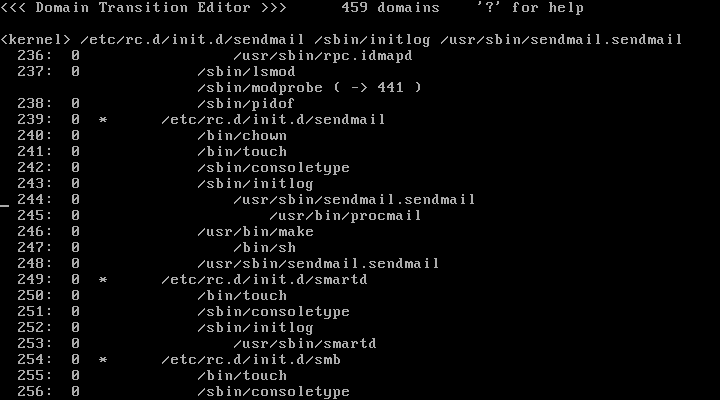 <<< Domain Transition Editor >>>      459 domains    '?' for help
<kernel> /etc/rc.d/init.d/sendmail /sbin/initlog /usr/sbin/sendmail.sendmail
236:  0                 /usr/sbin/rpc.idmapd
237:  0             /sbin/lsmod
                    /sbin/modprobe ( -> 441 )
238:  0             /sbin/pidof
239:  0  *      /etc/rc.d/init.d/sendmail
240:  0             /bin/chown
241:  0             /bin/touch
242:  0             /sbin/consoletype
243:  0             /sbin/initlog
244:  0                 /usr/sbin/sendmail.sendmail
245:  0                     /usr/bin/procmail
246:  0             /usr/bin/make
247:  0                 /bin/sh
248:  0             /usr/sbin/sendmail.sendmail
249:  0  *      /etc/rc.d/init.d/smartd
250:  0             /bin/touch
251:  0             /sbin/consoletype
252:  0             /sbin/initlog
253:  0                 /usr/sbin/smartd
254:  0  *      /etc/rc.d/init.d/smb
255:  0             /bin/touch
256:  0             /sbin/consoletype